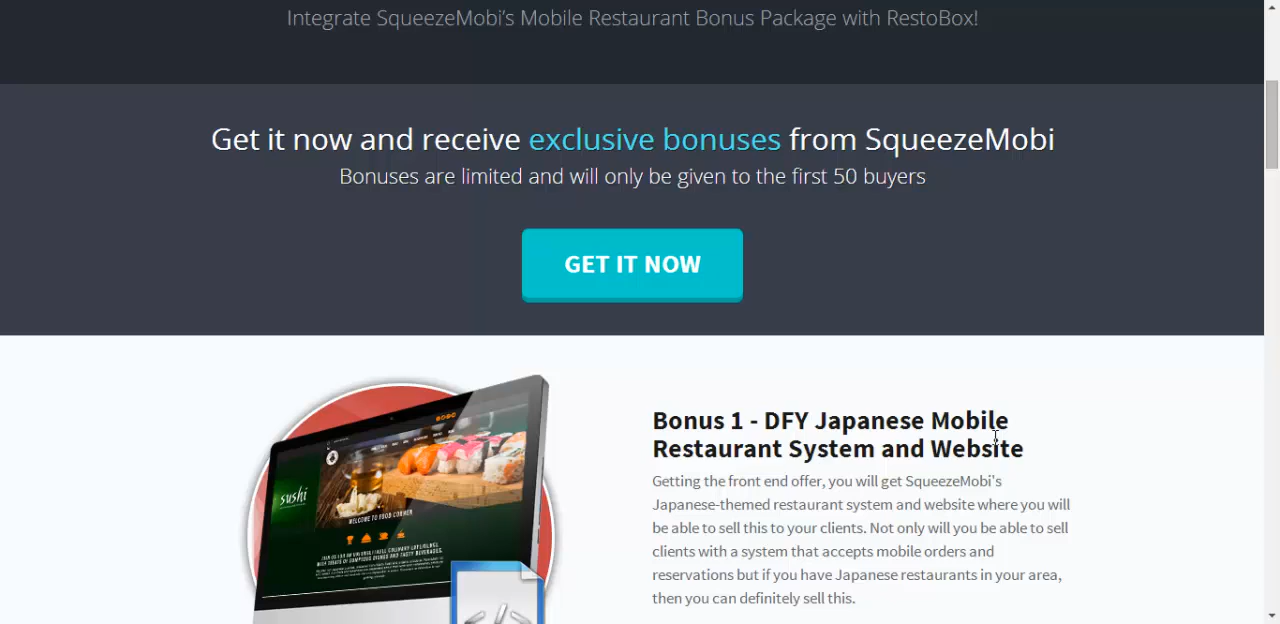 Integrate SqueezeMobi's Mobile Restaurant Bonus Package with RestoBox!
Get it now and receive exclusive bonuses from SqueezeMobi
Bonuses are limited and will only be given to the first 50 buyers
GET IT NOW
Bonus 1 - DFY Japanese Mobile
Restaurant System and Website
Getting the front end offer, you will get SqueezeMobi's
Japanese-themed restaurant system and website where you will
be able to sell this to your clients. Not only will you be able to sell
clients with a system that accepts mobile orders and
reservations but if you have Japanese restaurants in your area,
then you can definitely sell this.
sushi
WELCOME TO FOOD CORNER